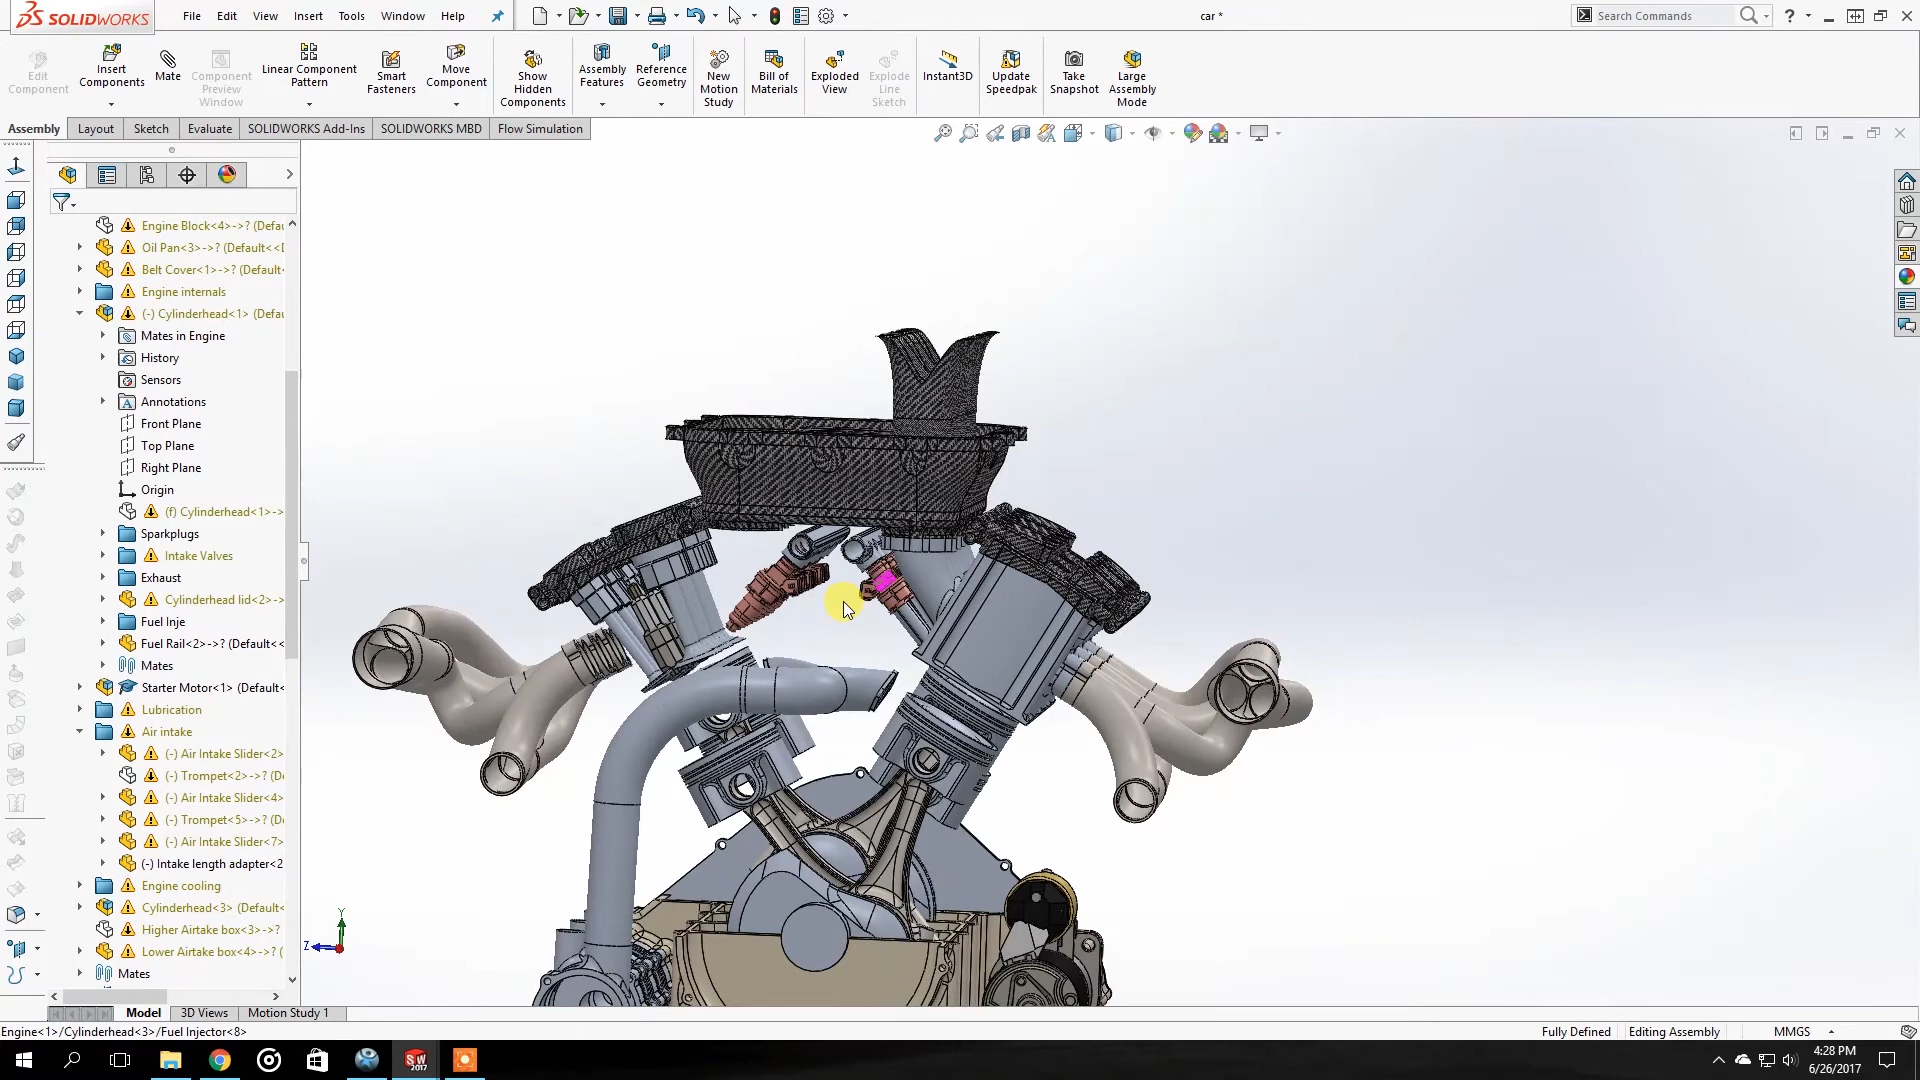 SOLIDWORKS
File Edit View Insert Tools Window Help
car *
Search Commands
Edit Component
Insert Components
Mate
Component Preview Window
Linear Component Pattern
Smart Fasteners
Move Component
Show Hidden Components
Assembly Features
Reference Geometry
New Motion Study
Bill of Materials
Exploded View
Explode Line Sketch
Instant3D
Update Speedpak
Take Snapshot
Large Assembly Mode
Assembly Layout Sketch Evaluate SOLIDWORKS Add-Ins SOLIDWORKS MBD Flow Simulation
Engine Block<4>->? (Defau
Oil Pan<3>->? (Default<<D
Belt Cover<1>->? (Default<
Engine internals
(-) Cylinderhead<1> (Defau
Mates in Engine
History
Sensors
Annotations
Front Plane
Top Plane
Right Plane
Origin
(f) Cylinderhead<1>->
Sparkplugs
Intake Valves
Exhaust
Cylinderhead lid<2>->
Fuel Inje
Fuel Rail<2>->? (Default<<
Mates
Starter Motor<1> (Default<
Lubrication
Air intake
(-) Air Intake Slider<2>
(-) Trompet<2>->? (De
(-) Air Intake Slider<4>
(-) Trompet<5>->? (De
(-) Air Intake Slider<7>
(-) Intake length adapter<2
Engine cooling
Cylinderhead<3> (Default<
Higher Airtake box<3>->?
Lower Airtake box<4>->? (
Mates
Y
Z
Model 3D Views Motion Study 1
Engine<1>/Cylinderhead<3>/Fuel Injector<8>
Fully Defined Editing Assembly MMGS
SW 2017
4:28 PM
6/26/2017